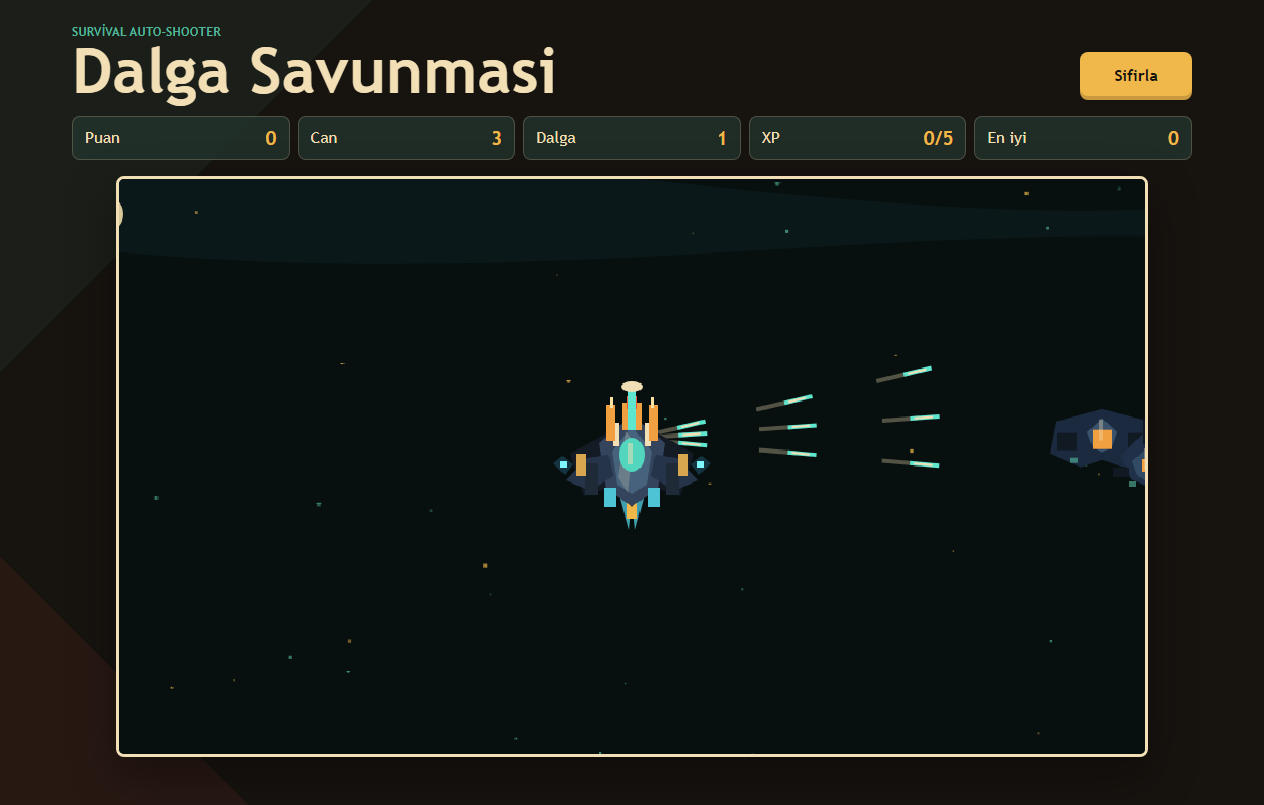 SURVİVAL AUTO-SHOOTER
Dalga Savunmasi
Sifirla
Puan 0
Can 3
Dalga 1
XP 0/5
En iyi 0